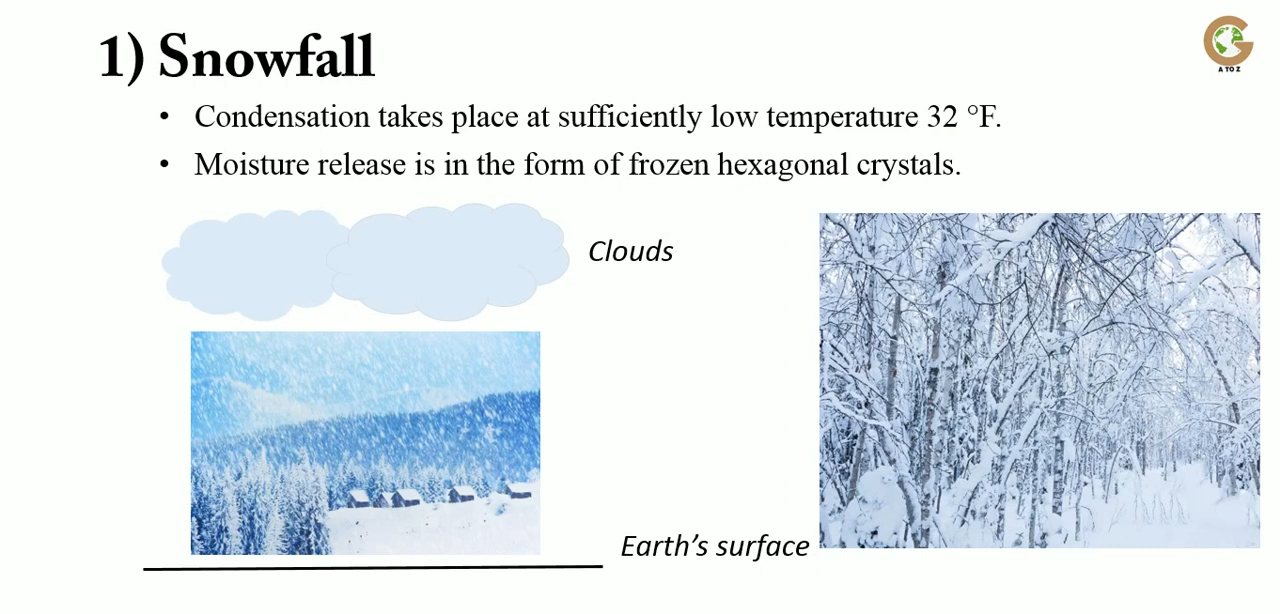 1) Snowfall
• Condensation takes place at sufficiently low temperature 32 °F.
• Moisture release is in the form of frozen hexagonal crystals.
Clouds
Earth’s surface
G
A TO Z